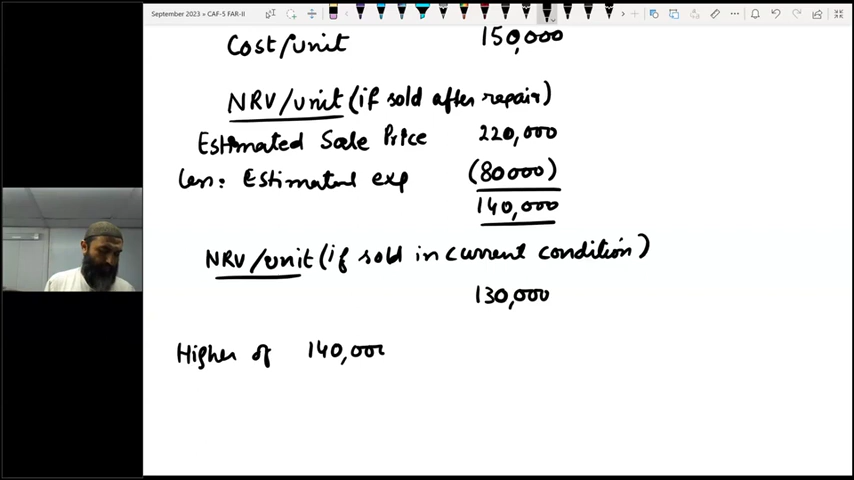 September 2023 » CAF-5 FAR-II
Cost/unit 150,000
NRV/unit (if sold after repair)
Estimated Sale Price 220,000
Less: Estimated exp (80000)
140,000
NRV/unit (if sold in current condition)
130,000
Higher of 140,000